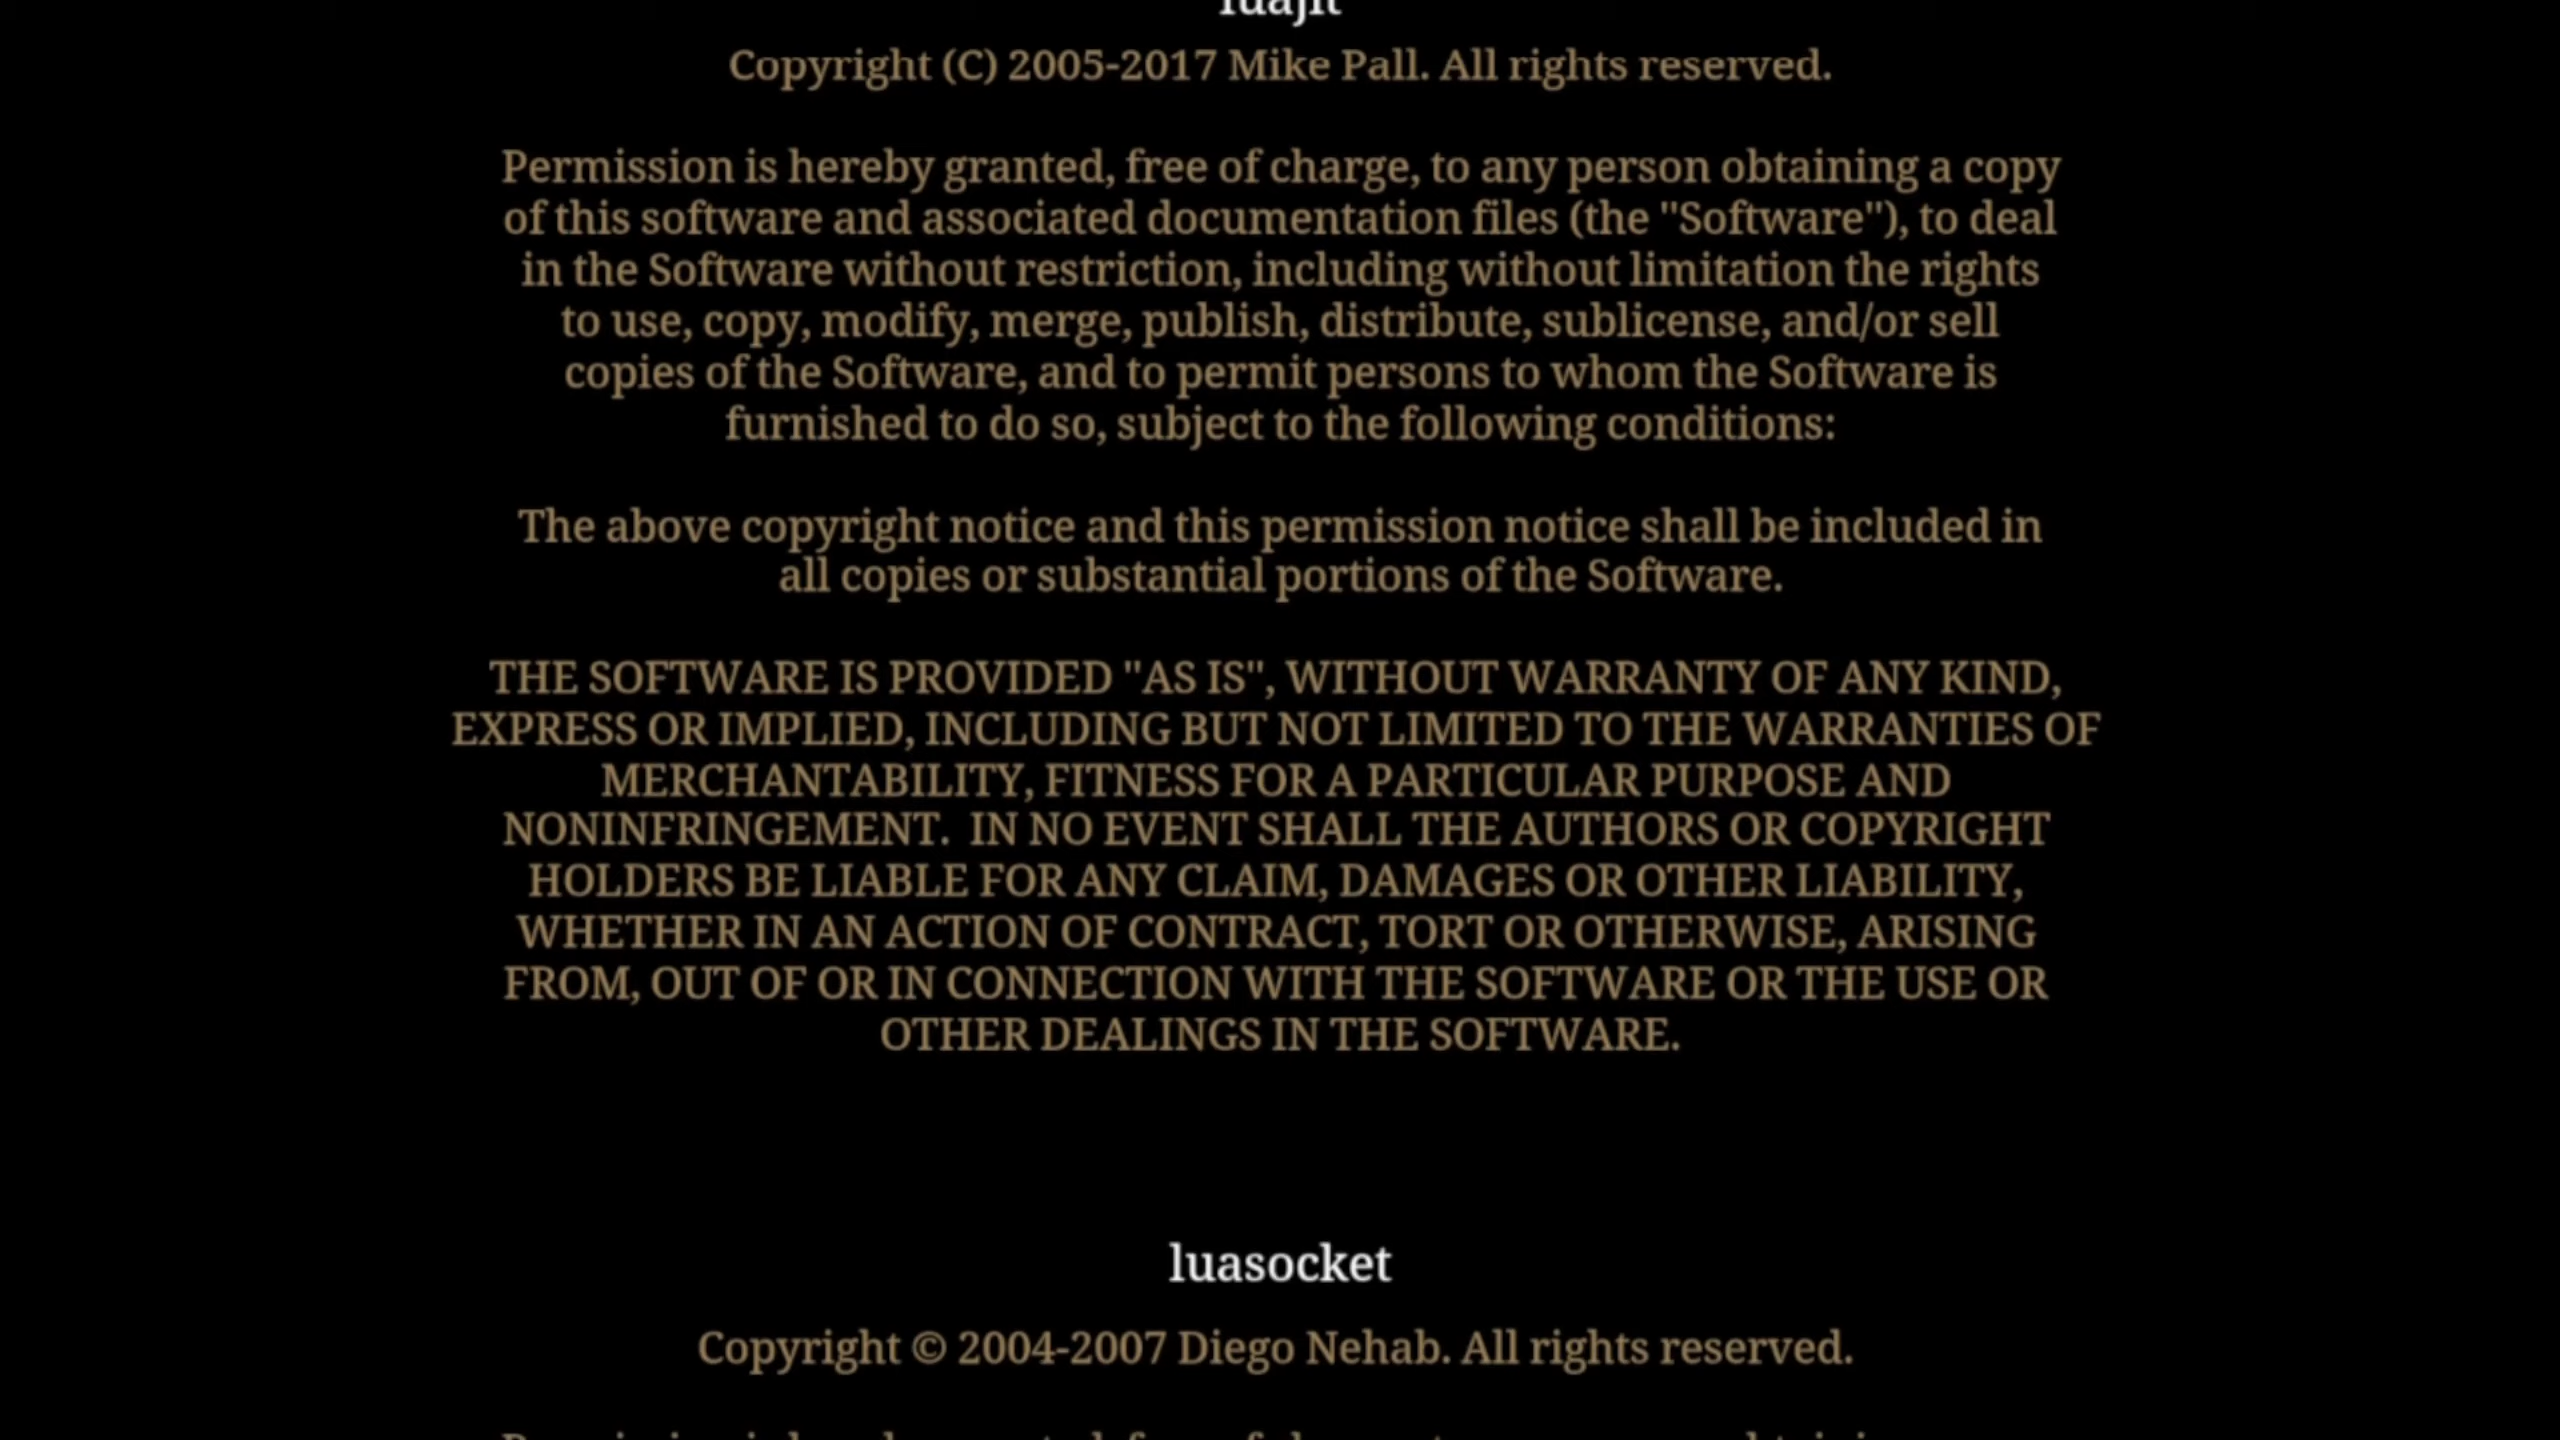 luajit
Copyright (C) 2005-2017 Mike Pall. All rights reserved.
Permission is hereby granted, free of charge, to any person obtaining a copy
of this software and associated documentation files (the "Software"), to deal
in the Software without restriction, including without limitation the rights
to use, copy, modify, merge, publish, distribute, sublicense, and/or sell
copies of the Software, and to permit persons to whom the Software is
furnished to do so, subject to the following conditions:
The above copyright notice and this permission notice shall be included in
all copies or substantial portions of the Software.
THE SOFTWARE IS PROVIDED "AS IS", WITHOUT WARRANTY OF ANY KIND,
EXPRESS OR IMPLIED, INCLUDING BUT NOT LIMITED TO THE WARRANTIES OF
MERCHANTABILITY, FITNESS FOR A PARTICULAR PURPOSE AND
NONINFRINGEMENT.  IN NO EVENT SHALL THE AUTHORS OR COPYRIGHT
HOLDERS BE LIABLE FOR ANY CLAIM, DAMAGES OR OTHER LIABILITY,
WHETHER IN AN ACTION OF CONTRACT, TORT OR OTHERWISE, ARISING
FROM, OUT OF OR IN CONNECTION WITH THE SOFTWARE OR THE USE OR
OTHER DEALINGS IN THE SOFTWARE.
luasocket
Copyright © 2004-2007 Diego Nehab. All rights reserved.